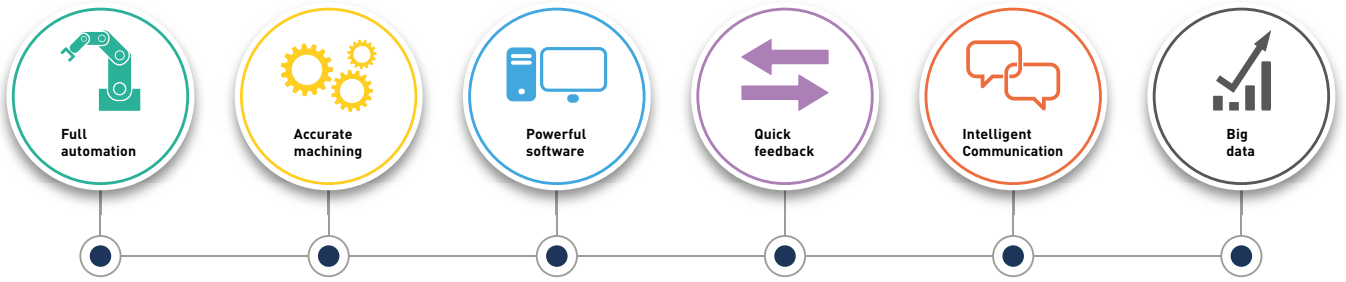 Full
automation
Accurate
machining
Powerful
software
Quick
feedback
Intelligent
Communication
Big
data